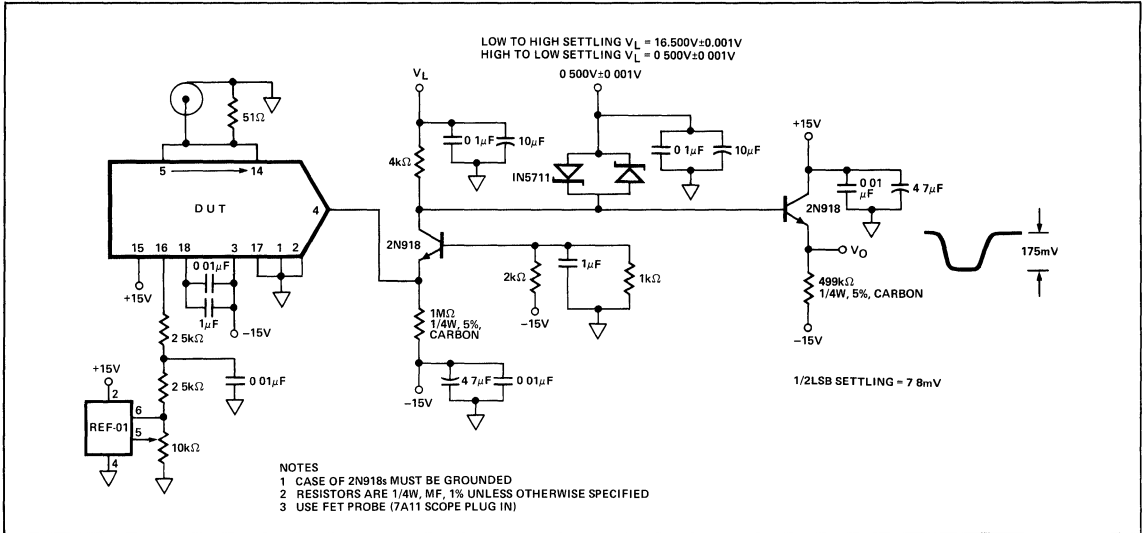 LOW TO HIGH SETTLING VL = 16.500V±0.001V
HIGH TO LOW SETTLING VL = 0 500V±0 001V
0 500V±0 001V
VL
+15V
51Ω
0 1µF
10µF
0 1µF
10µF
4kΩ
IN5711
0 01
µF
4 7µF
5
14
DUT
4
2N918
2N918
VO
175mV
15
16
18
3
17
1
2
0 01µF
1µF
+15V
-15V
2kΩ
1µF
1kΩ
-15V
499kΩ
1/4W, 5%, CARBON
-15V
1MΩ
1/4W, 5%,
CARBON
2 5kΩ
+15V
2 5kΩ
0 01µF
4 7µF
0 01µF
-15V
1/2LSB SETTLING = 7 8mV
2
REF-01
6
5
4
10kΩ
NOTES
1 CASE OF 2N918s MUST BE GROUNDED
2 RESISTORS ARE 1/4W, MF, 1% UNLESS OTHERWISE SPECIFIED
3 USE FET PROBE (7A11 SCOPE PLUG IN)